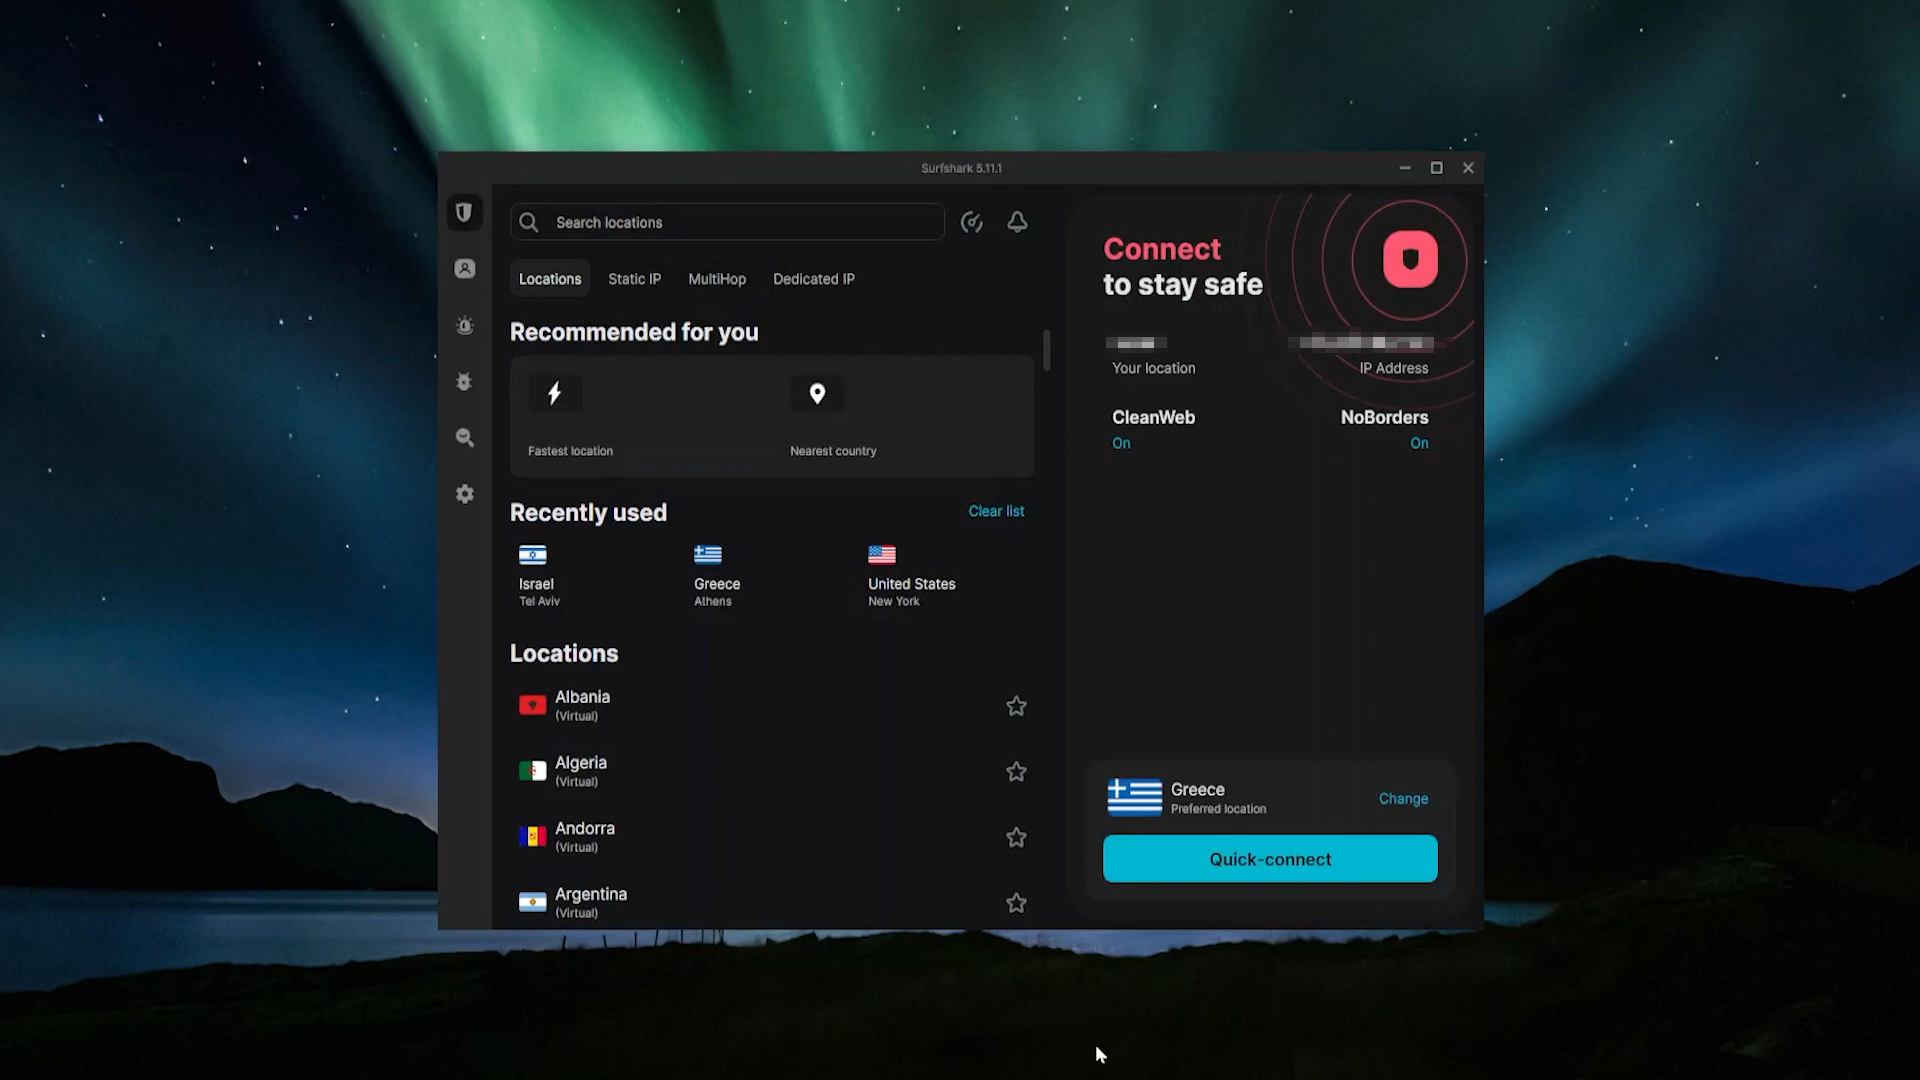 Surfshark 5.11.1
Search locations
Locations
Static IP
MultiHop
Dedicated IP
Recommended for you
Fastest location
Nearest country
Recently used
Clear list
Israel
Tel Aviv
Greece
Athens
United States
New York
Locations
Albania
(Virtual)
Algeria
(Virtual)
Andorra
(Virtual)
Argentina
(Virtual)
Connect
to stay safe
Your location
IP Address
CleanWeb
On
NoBorders
On
Greece
Preferred location
Change
Quick-connect